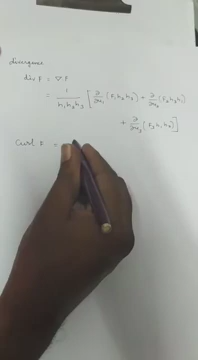 divergence
div F = ∇ F
= 1/(h₁h₂h₃) [ ∂/∂u₁ (F₁h₂h₃) + ∂/∂u₂ (F₂h₃h₁)
+ ∂/∂u₃ (F₃h₁h₂) ]
Curl F =